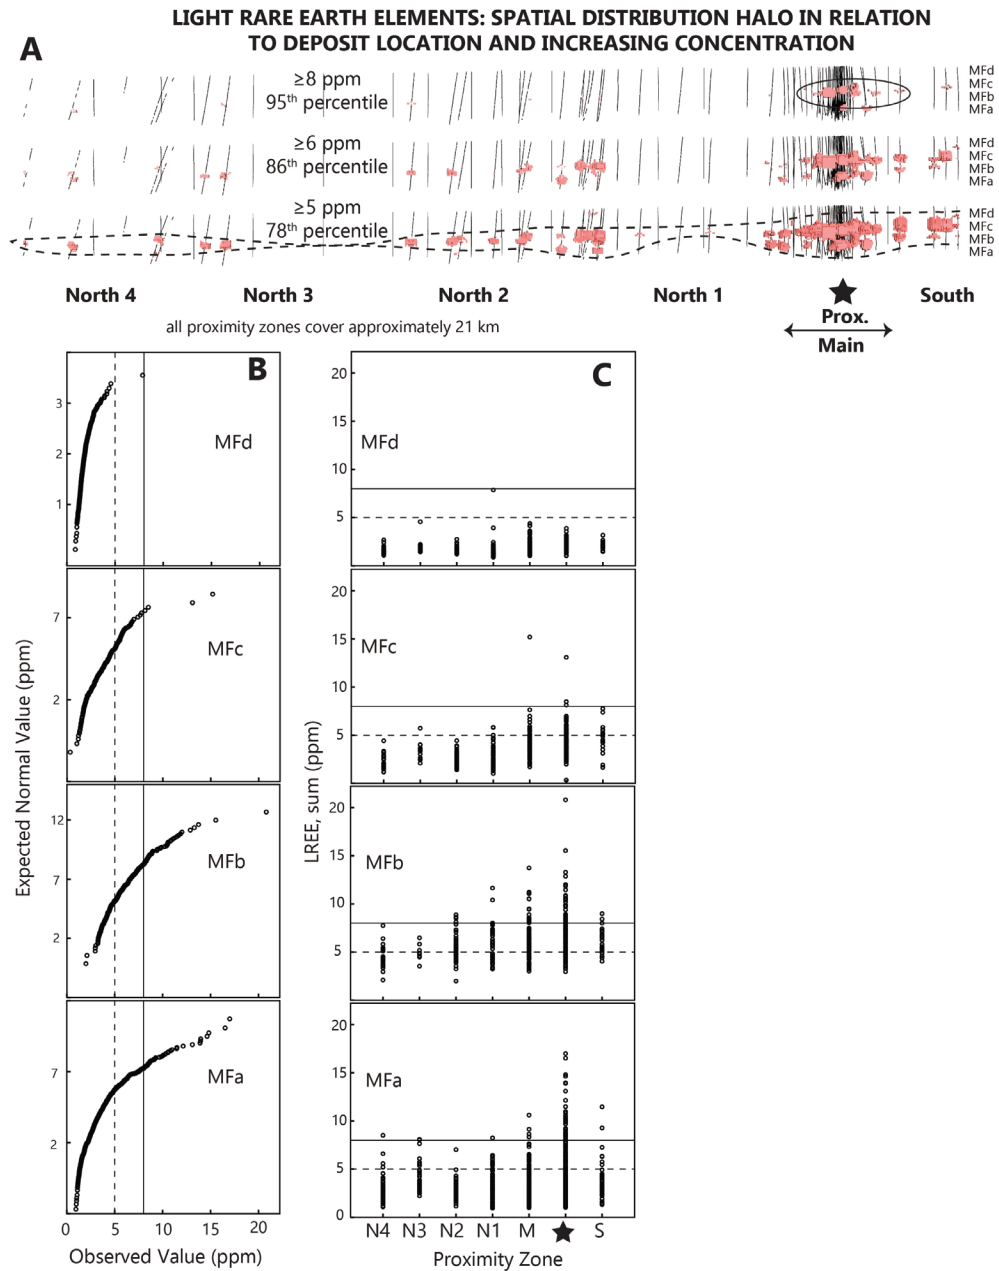 LIGHT RARE EARTH ELEMENTS: SPATIAL DISTRIBUTION HALO IN RELATION
TO DEPOSIT LOCATION AND INCREASING CONCENTRATION
A
≥8 ppm
95th percentile
MFd
MFc
MFb
MFa
≥6 ppm
86th percentile
MFd
MFc
MFb
MFa
≥5 ppm
78th percentile
MFd
MFc
MFb
MFa
North 4
North 3
North 2
North 1
★
South
Prox.
Main
all proximity zones cover approximately 21 km
B
MFd
3
2
1
MFc
7
2
MFb
12
7
2
MFa
7
2
0
5
10
15
20
Expected Normal Value (ppm)
Observed Value (ppm)
C
MFd
20
15
10
5
MFc
20
15
10
5
MFb
20
15
10
5
MFa
20
15
10
5
0
N4
N3
N2
N1
M
★
S
LREE, sum (ppm)
Proximity Zone